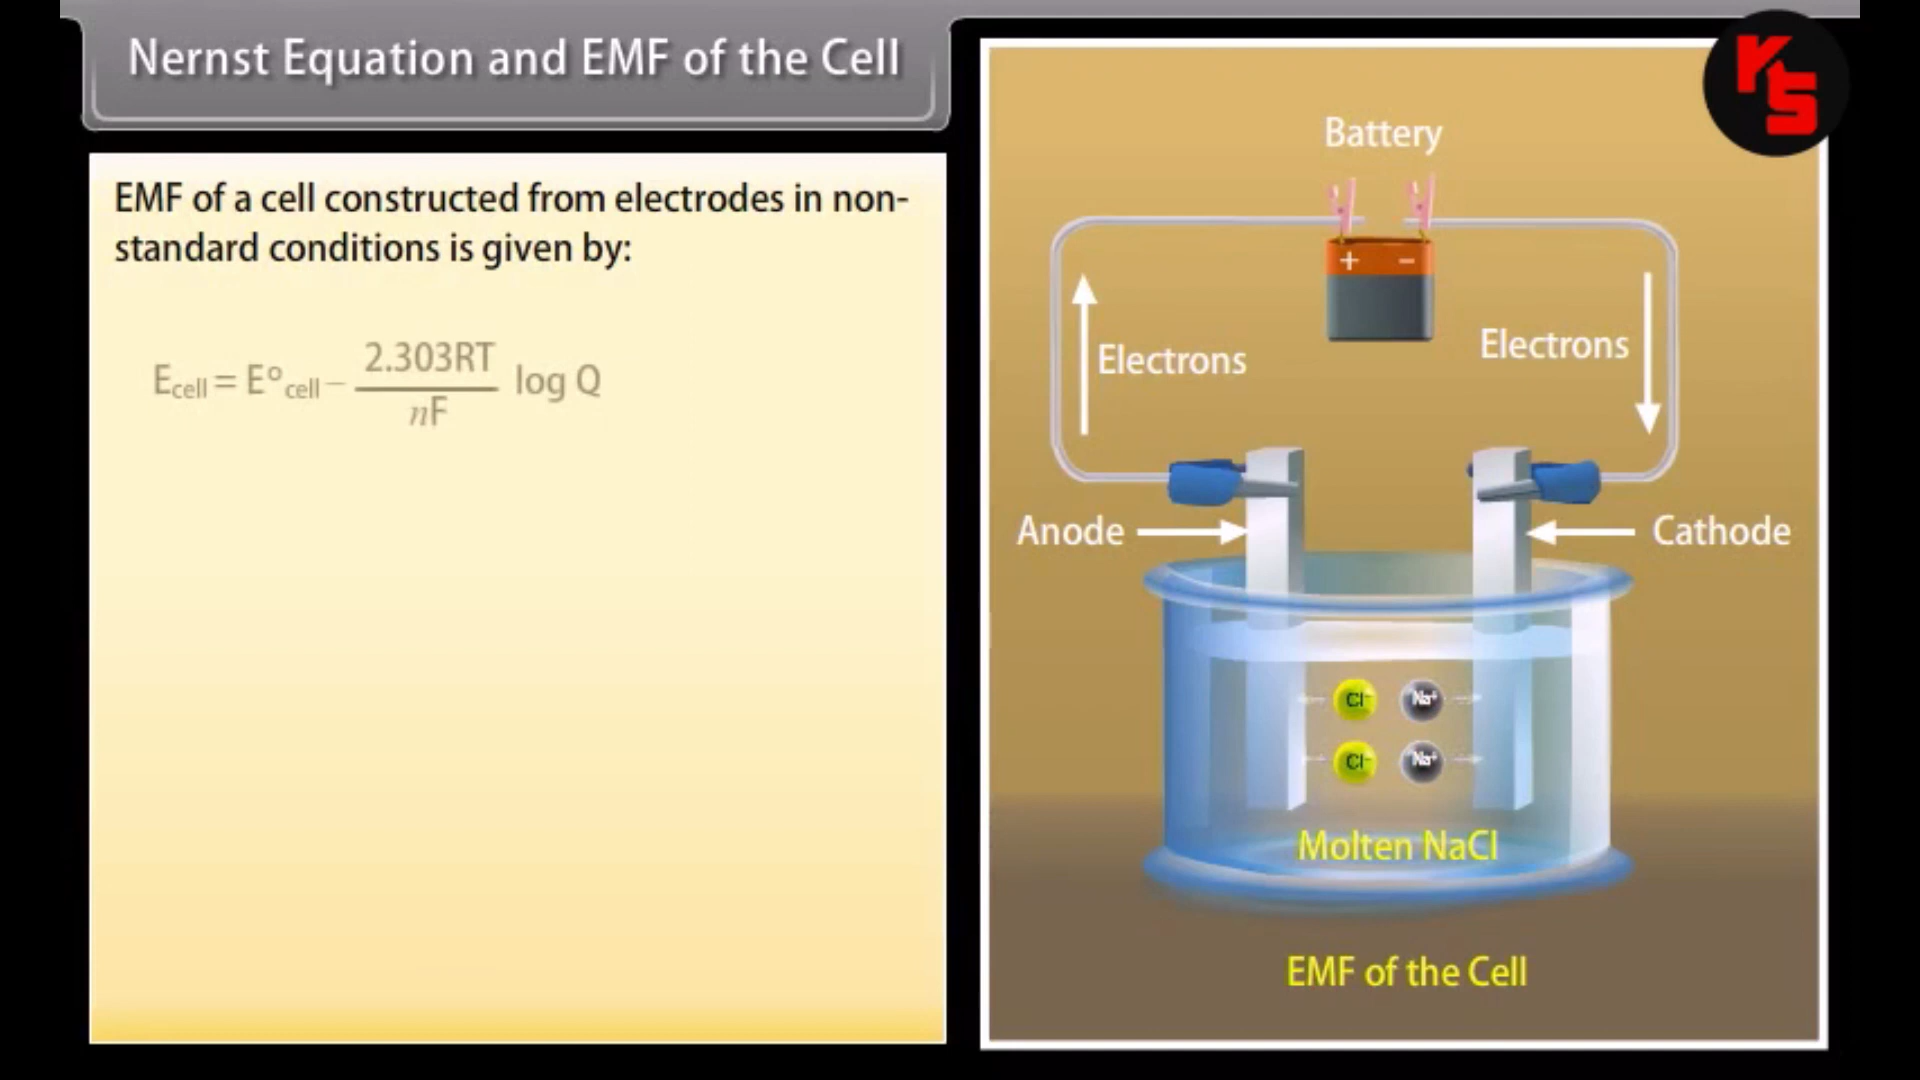 Nernst Equation and EMF of the Cell
EMF of a cell constructed from electrodes in non-
standard conditions is given by:
Ecell = E°cell – 2.303RT/nF log Q
rs
Battery
+ −
Electrons
Electrons
Anode
Cathode
Cl⁻ Na⁺
Cl⁻ Na⁺
Molten NaCl
EMF of the Cell